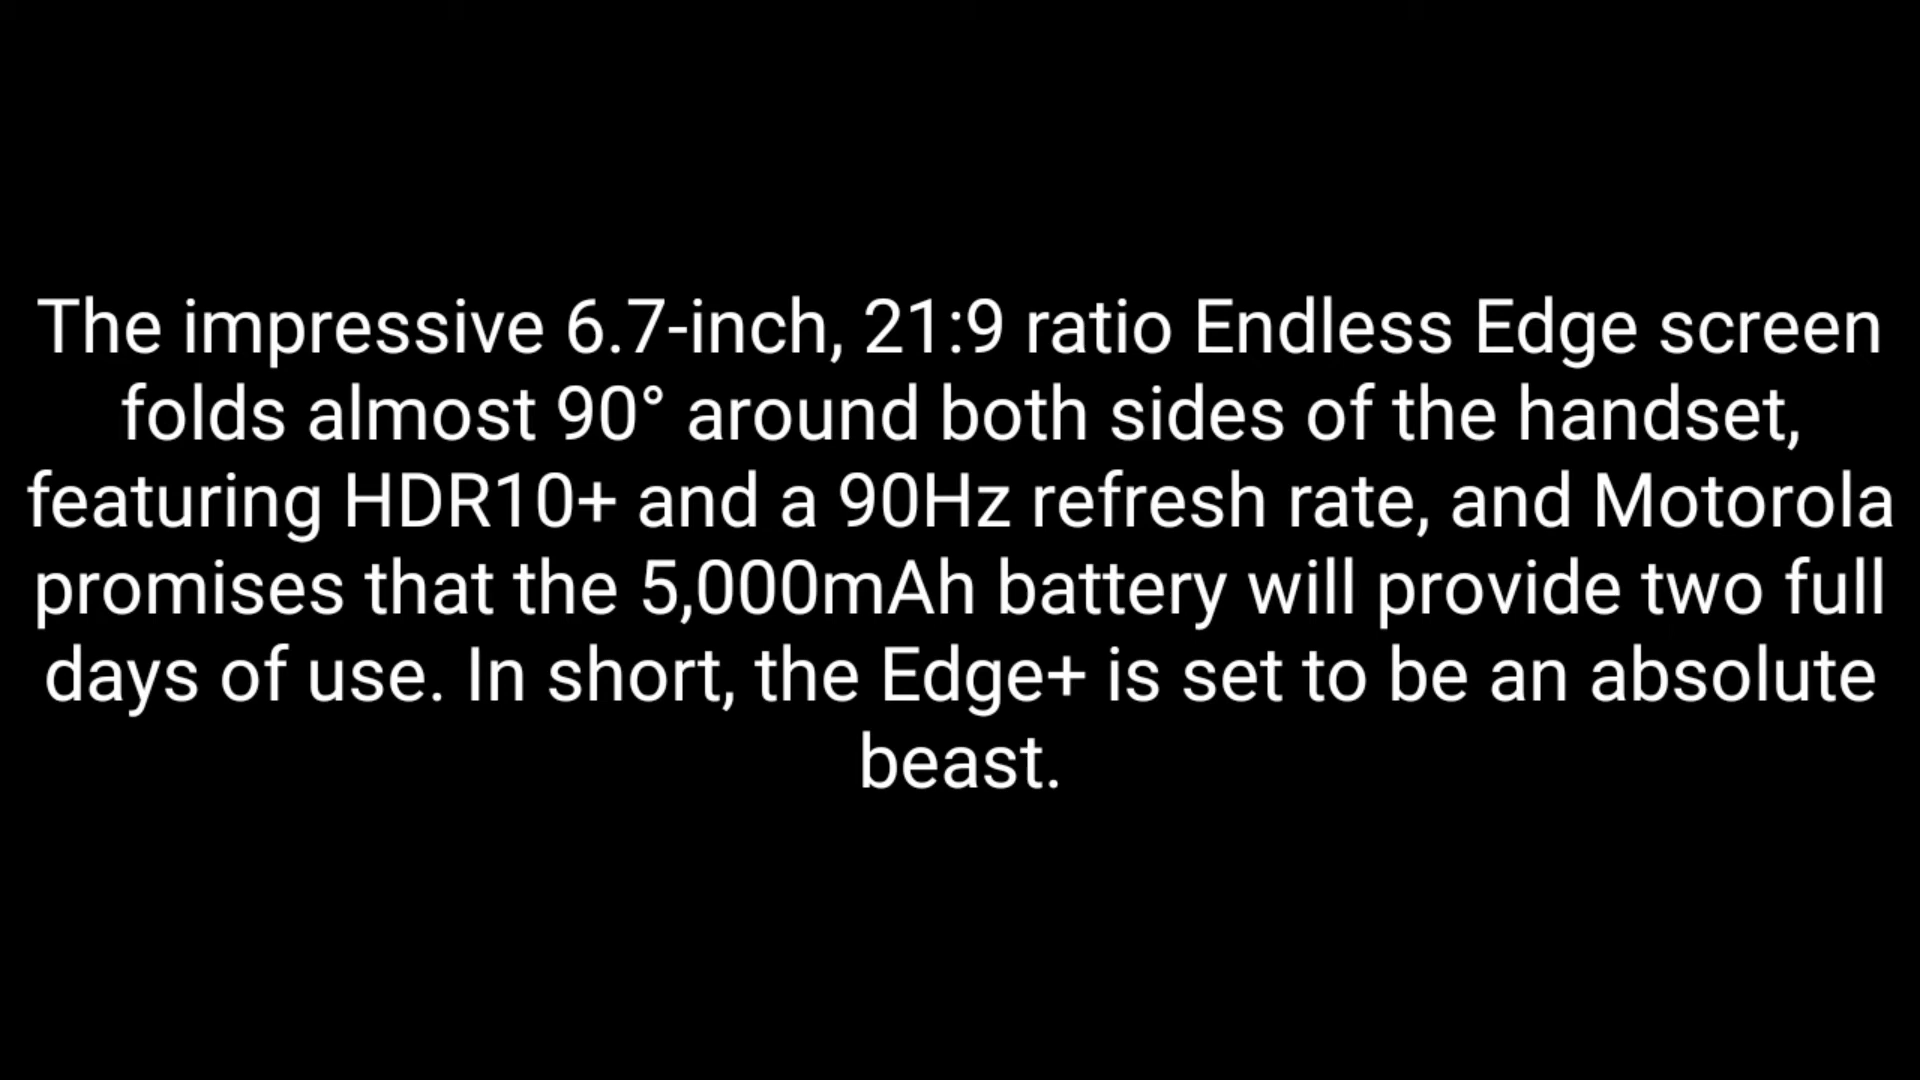 The impressive 6.7-inch, 21:9 ratio Endless Edge screen
folds almost 90° around both sides of the handset,
featuring HDR10+ and a 90Hz refresh rate, and Motorola
promises that the 5,000mAh battery will provide two full
days of use. In short, the Edge+ is set to be an absolute
beast.